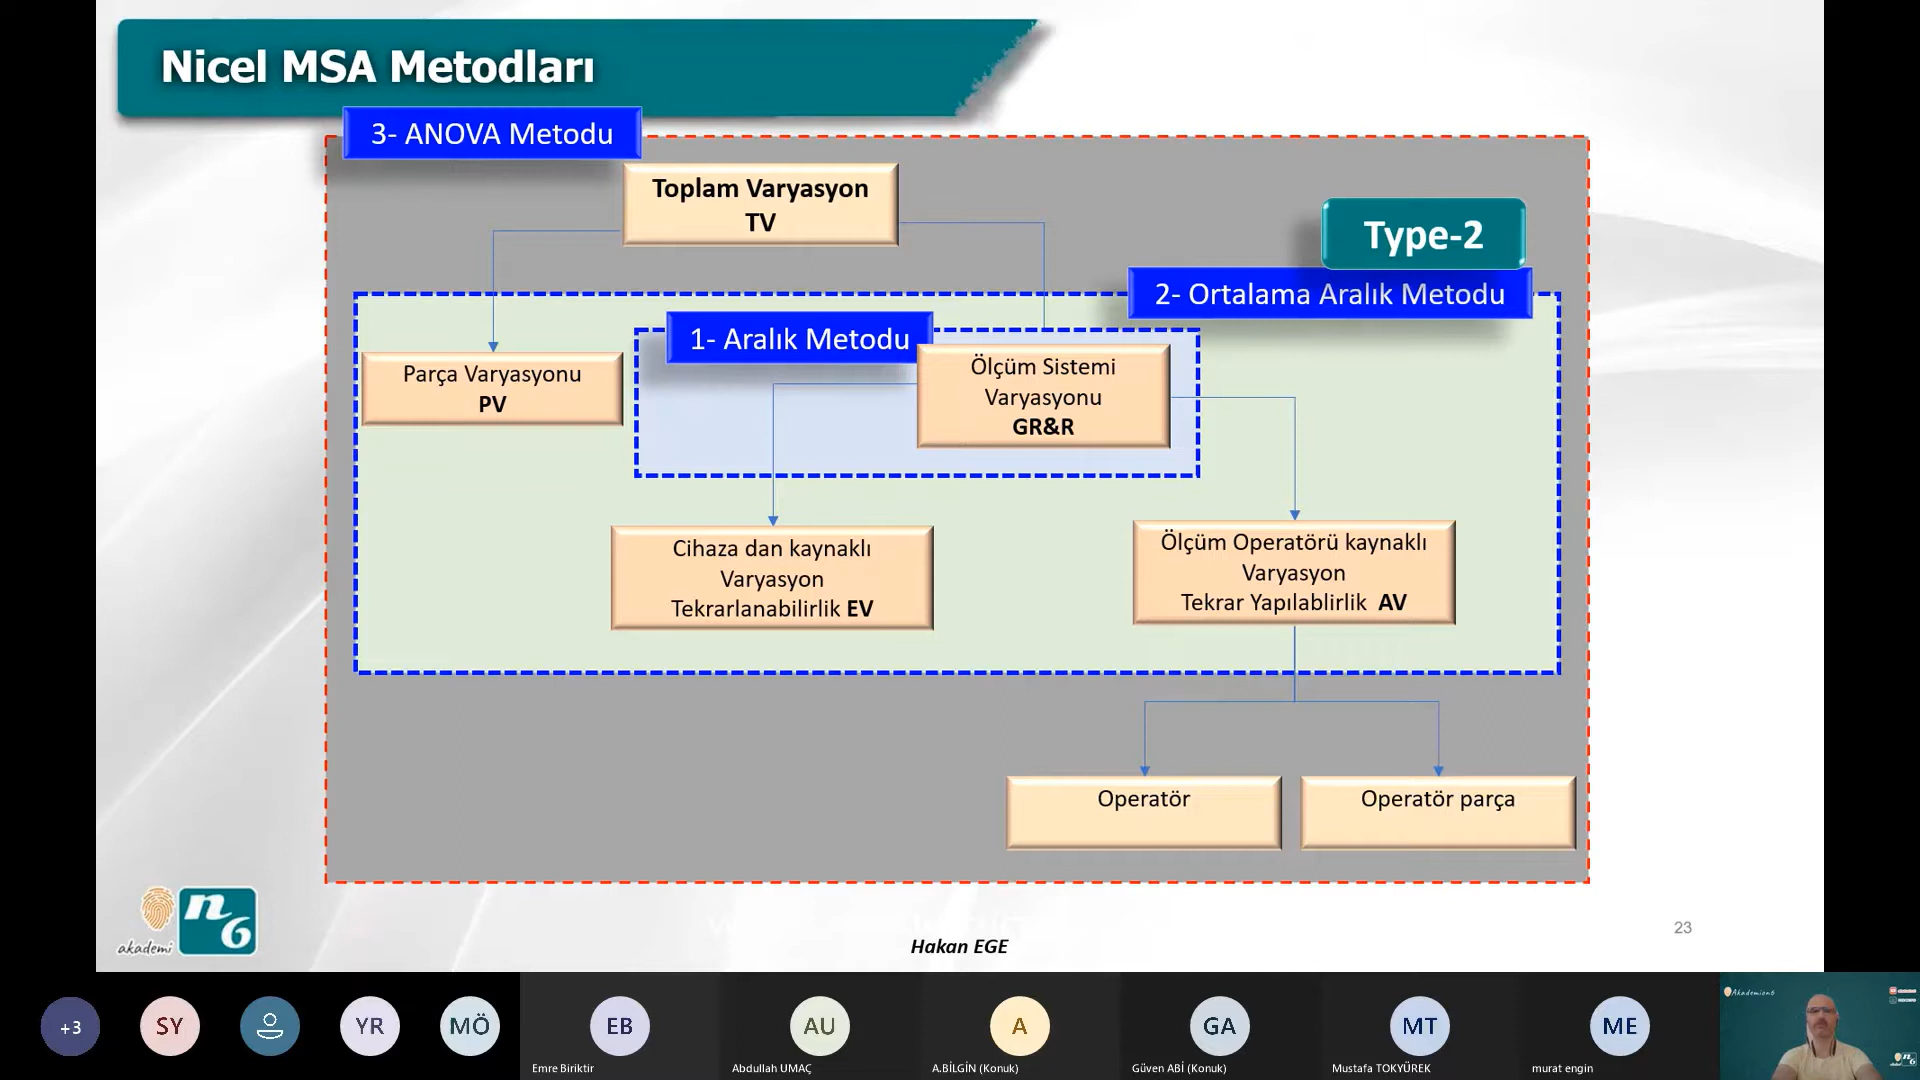 Nicel MSA Metodları
3- ANOVA Metodu
Toplam Varyasyon
TV
Type-2
2- Ortalama Aralık Metodu
1- Aralık Metodu
Parça Varyasyonu
PV
Ölçüm Sistemi
Varyasyonu
GR&R
Cihaza dan kaynaklı
Varyasyon
Tekrarlanabilirlik EV
Ölçüm Operatörü kaynaklı
Varyasyon
Tekrar Yapılablirlik AV
Operatör
Operatör parça
akademi
n6
Hakan EGE
23
+3
SY
YR
MÖ
EB
Emre Biriktir
AU
Abdullah UMAÇ
A
A.BİLGİN (Konuk)
GA
Güven ABİ (Konuk)
MT
Mustafa TOKYÜREK
ME
murat engin